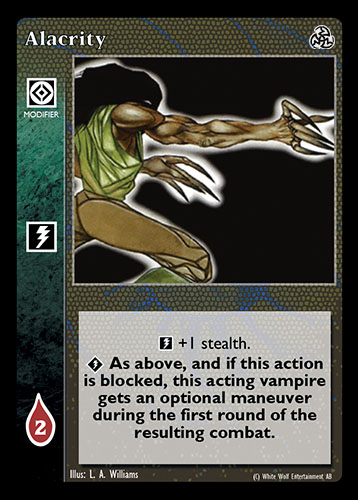 Alacrity
MODIFIER
+1 stealth.
As above, and if this action
is blocked, this acting vampire
gets an optional maneuver
during the first round of the
resulting combat.
2
Illus: L. A. Williams
(C) White Wolf Entertainment AB